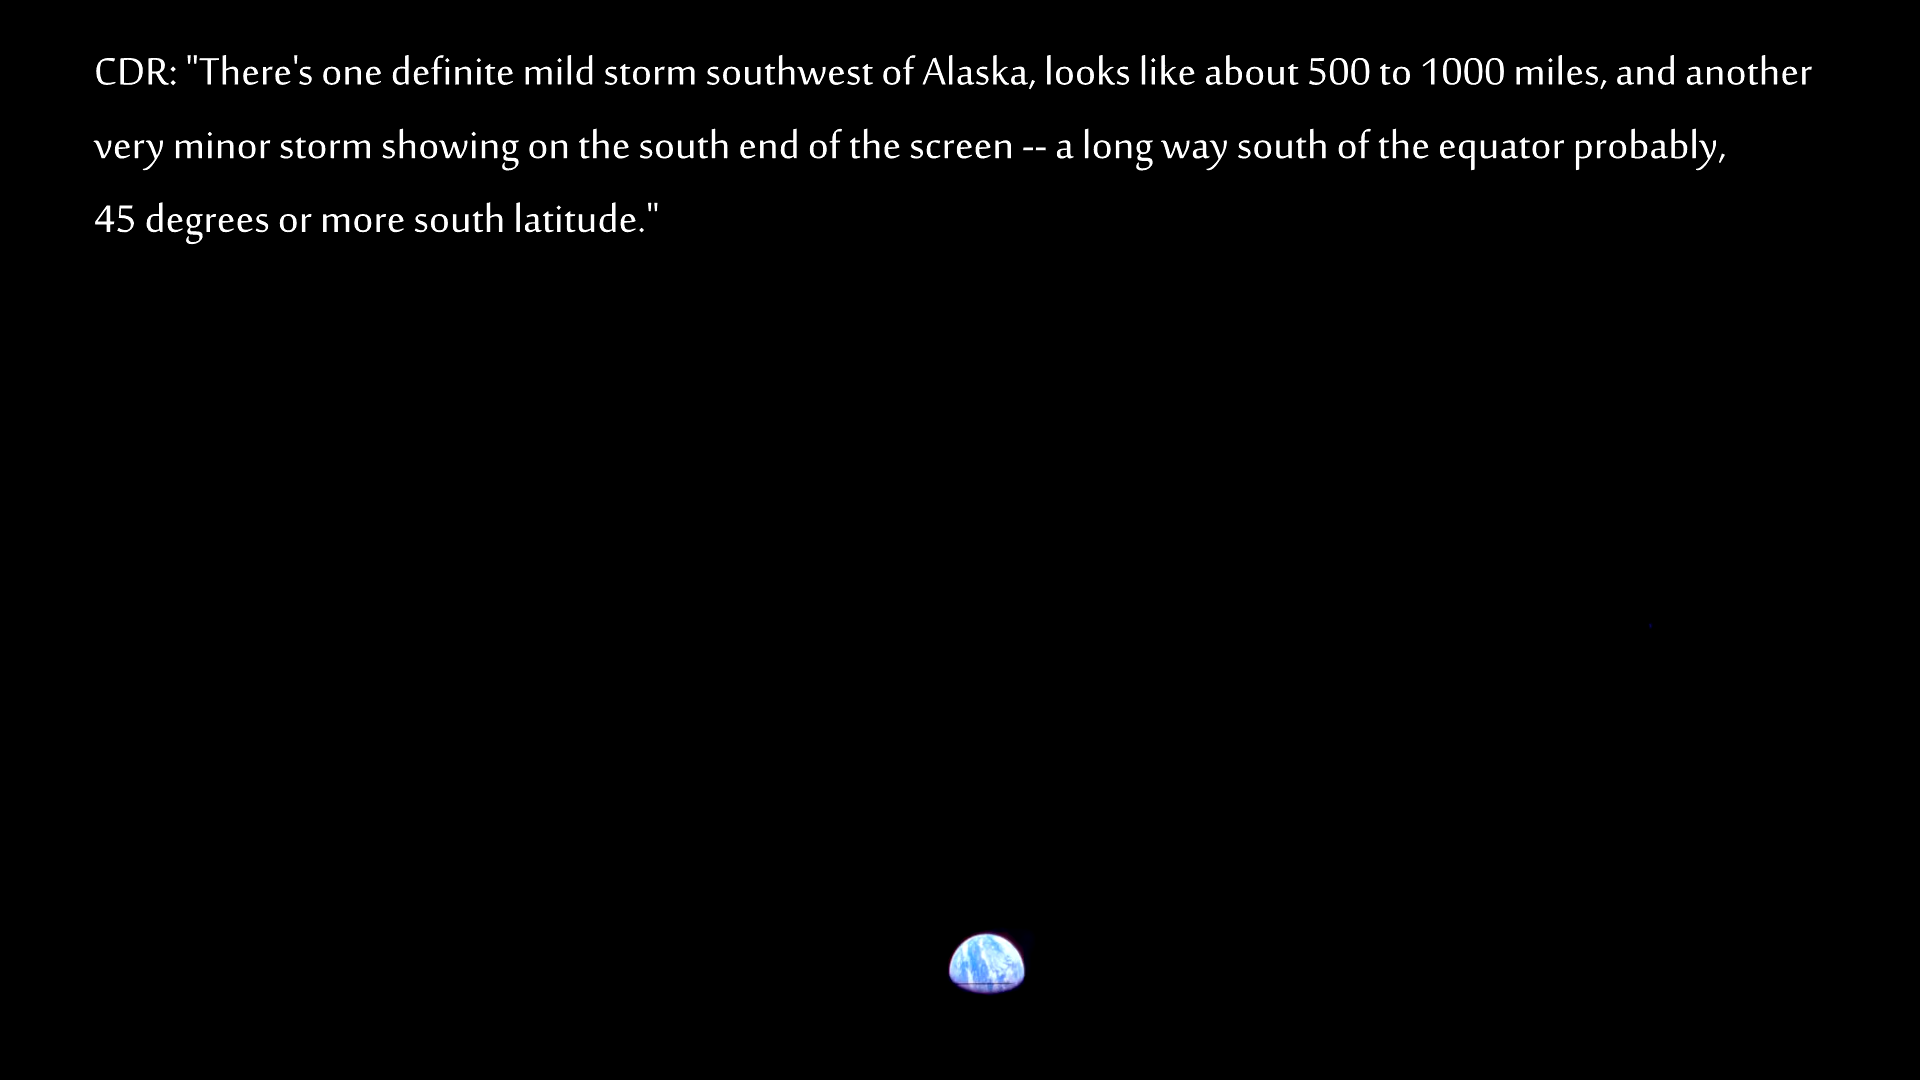 CDR: "There's one definite mild storm southwest of Alaska, looks like about 500 to 1000 miles, and another
very minor storm showing on the south end of the screen -- a long way south of the equator probably,
45 degrees or more south latitude."